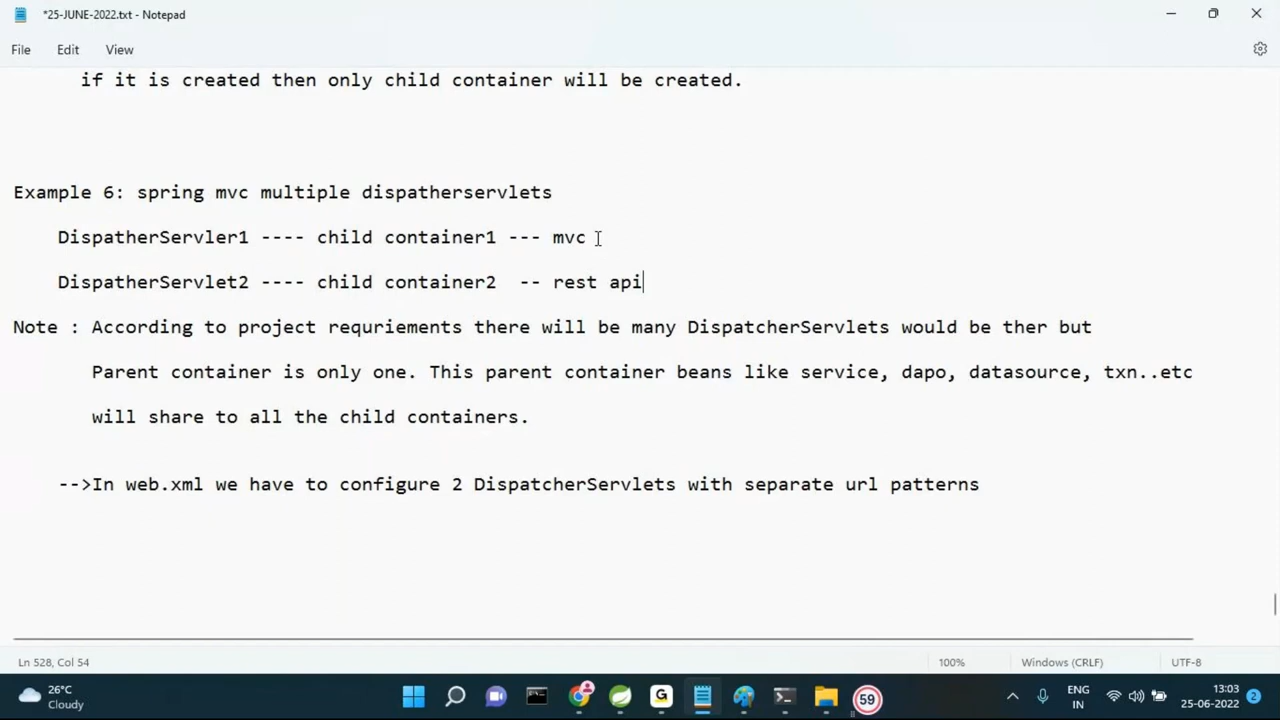 *25-JUNE-2022.txt - Notepad
File Edit View
if it is created then only child container will be created.
Example 6: spring mvc multiple dispatherservlets
DispatherServler1 ---- child container1 --- mvc
DispatherServlet2 ---- child container2  -- rest api
Note : According to project requriements there will be many DispatcherServlets would be ther but
Parent container is only one. This parent container beans like service, dapo, datasource, txn..etc
will share to all the child containers.
-->In web.xml we have to configure 2 DispatcherServlets with separate url patterns
Ln 528, Col 54 100% Windows (CRLF) UTF-8
26°C
Cloudy
G
59
ENG
IN
13:03
25-06-2022
2